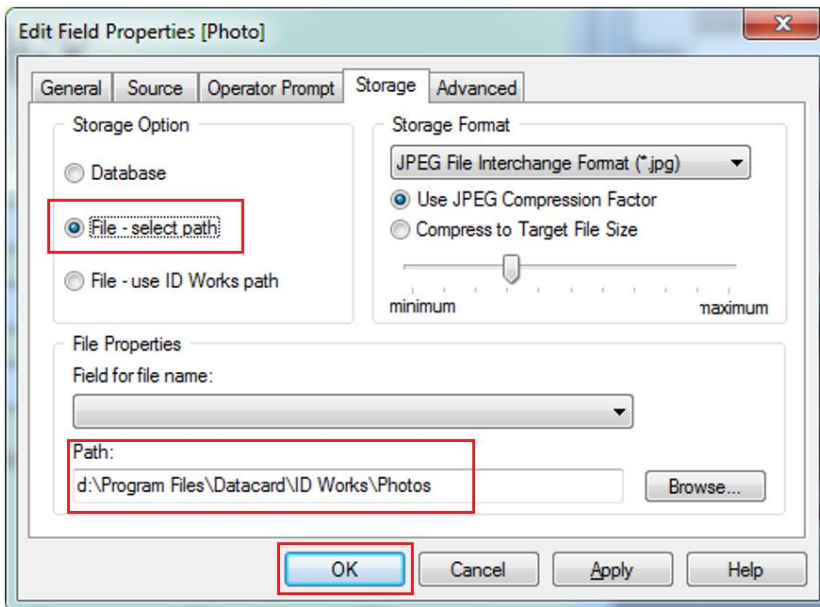 Edit Field Properties [Photo]
General Source Operator Prompt Storage Advanced
Storage Option
Database
File - select path
File - use ID Works path
Storage Format
JPEG File Interchange Format (*.jpg)
Use JPEG Compression Factor
Compress to Target File Size
minimum maximum
File Properties
Field for file name:
Path:
d:\Program Files\Datacard\ID Works\Photos Browse...
OK Cancel Apply Help